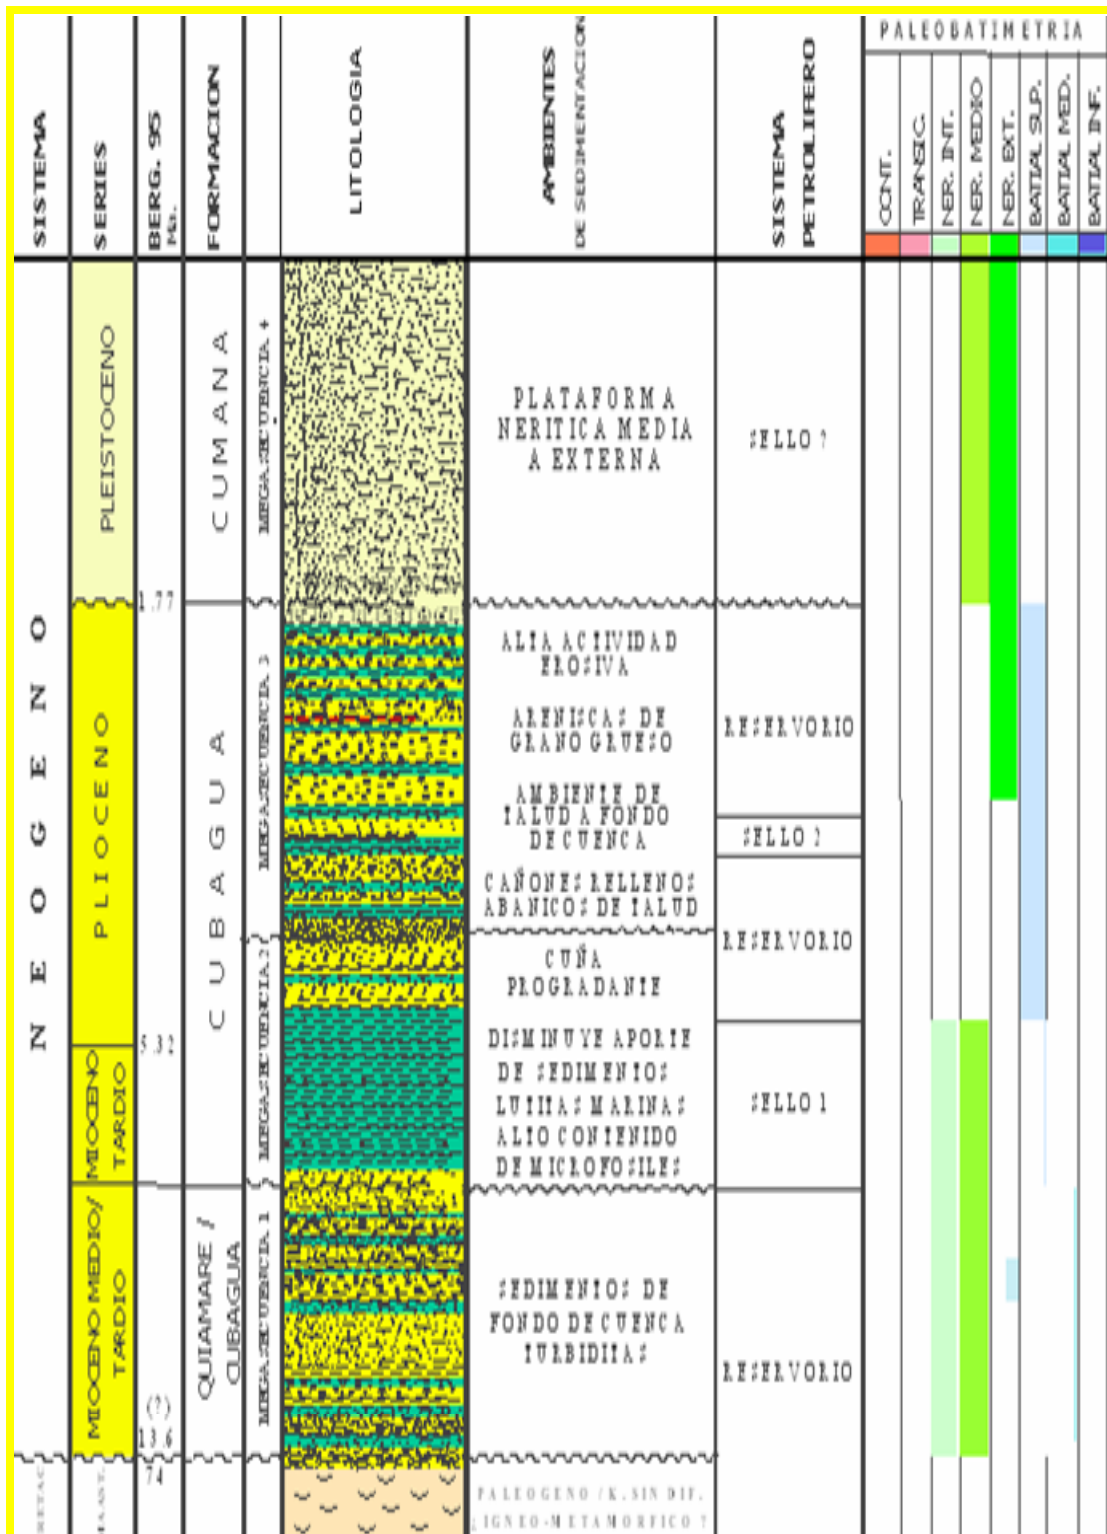 SISTEMA
SERIES
BERG. 95
Ma.
FORMACION
LITOLOGIA
AMBIENTES
DE SEDIMENTACION
SISTEMA
PETROLIFERO
PALEOBATIMETRIA
CONT.
TRANSIC.
NER. INT.
NER. MEDIO
NER. EXT.
BATIAL SUP.
BATIAL MED.
BATIAL INF.
NEOGENO
PLEISTOCENO
1.77
CUMANA
MEGASECUENCIA 4
PLATAFORMA
NERITICA MEDIA
A EXTERNA
SELLO ?
PLIOCENO
5.32
CUBAGUA
MEGASECUENCIA 3
ALTA ACTIVIDAD
EROSIVA
ARENISCAS DE
GRANO GRUESO
AMBIENTE DE
TALUD A FONDO
DE CUENCA
CAÑONES RELLENOS
ABANICOS DE TALUD
RESERVORIO
SELLO 2
RESERVORIO
MEGASECUENCIA 2
CUÑA
PROGRADANTE
MIOCENO
TARDIO
DISMINUYE APORTE
DE SEDIMENTOS
LUTITAS MARINAS
ALTO CONTENIDO
DE MICROFOSILES
SELLO 1
MIOCENO MEDIO/
TARDIO
(?)
13.6
QUIAMARE /
CUBAGUA
MEGASECUENCIA 1
SEDIMENTOS DE
FONDO DE CUENCA
TURBIDITAS
RESERVORIO
RETAC
74
PALEOGENO / K. SIN DIF.
IGNEO-METAMORFICO ?